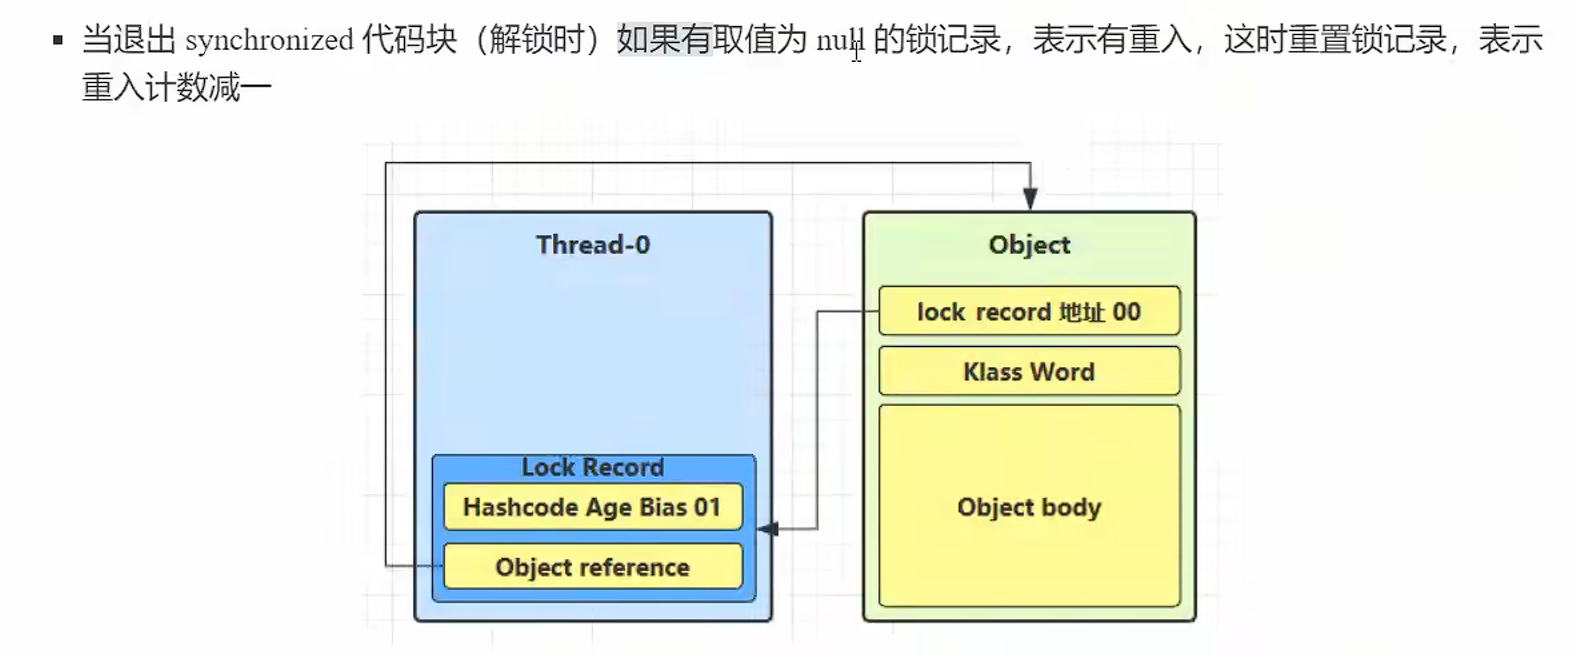 当退出 synchronized 代码块（解锁时）如果有取值为 null 的锁记录，表示有重入，这时重置锁记录，表示
重入计数减一
Thread-0
Object
lock record 地址 00
Klass Word
Lock Record
Hashcode Age Bias 01
Object body
Object reference